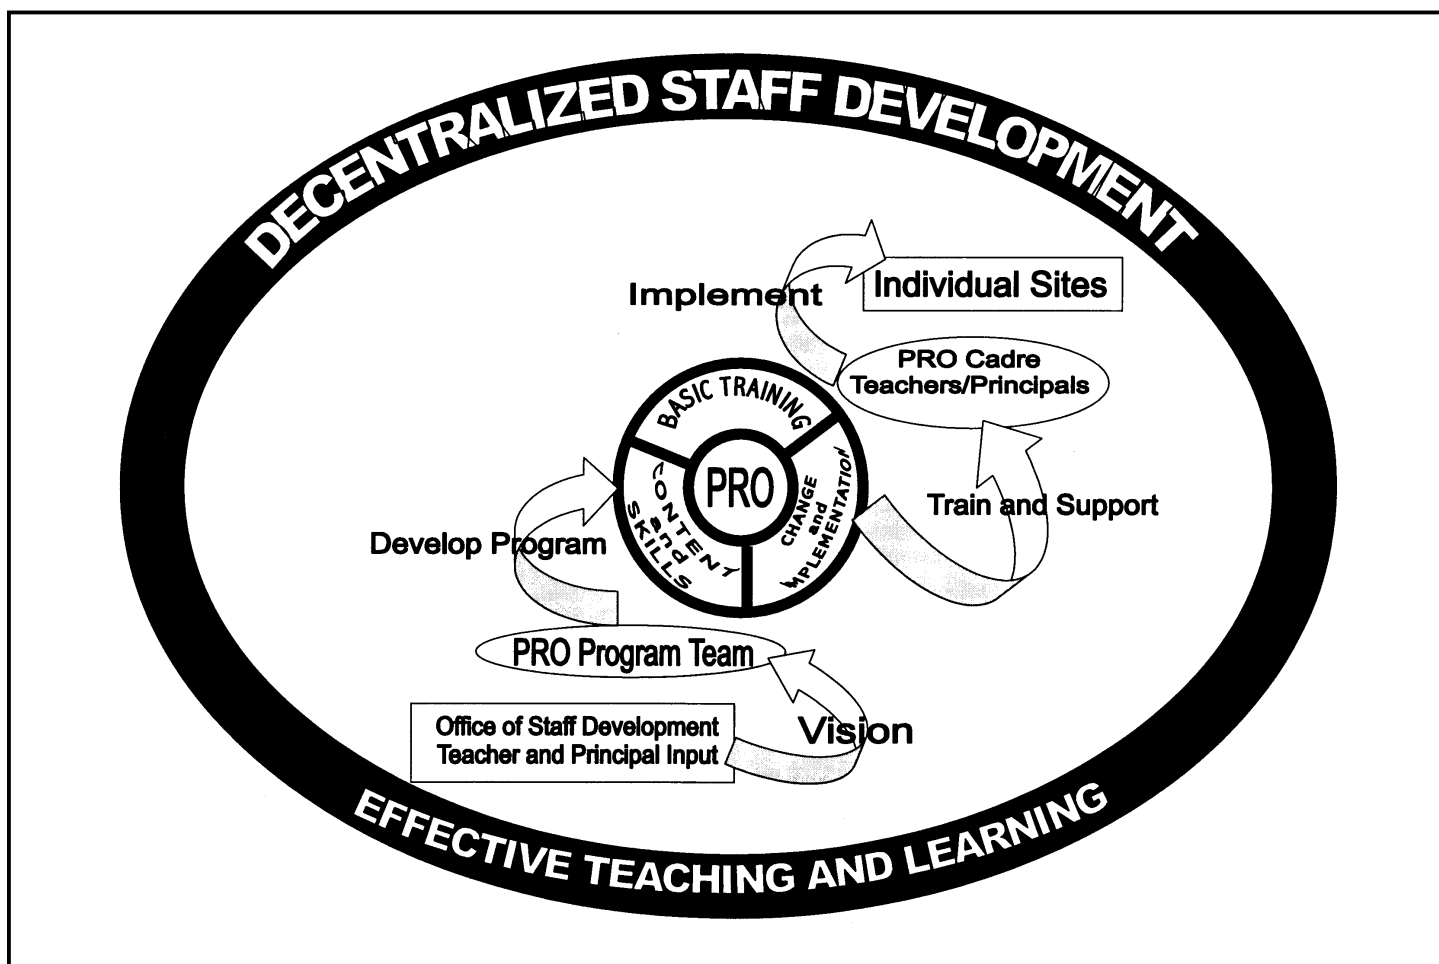 DECENTRALIZED STAFF DEVELOPMENT
Implement
Individual Sites
PRO Cadre
Teachers/Principals
BASIC TRAINING
PRO
CONTENT
and
SKILLS
CHANGE
and
IMPLEMENTATION
Train and Support
Develop Program
PRO Program Team
Office of Staff Development
Teacher and Principal Input
Vision
EFFECTIVE TEACHING AND LEARNING